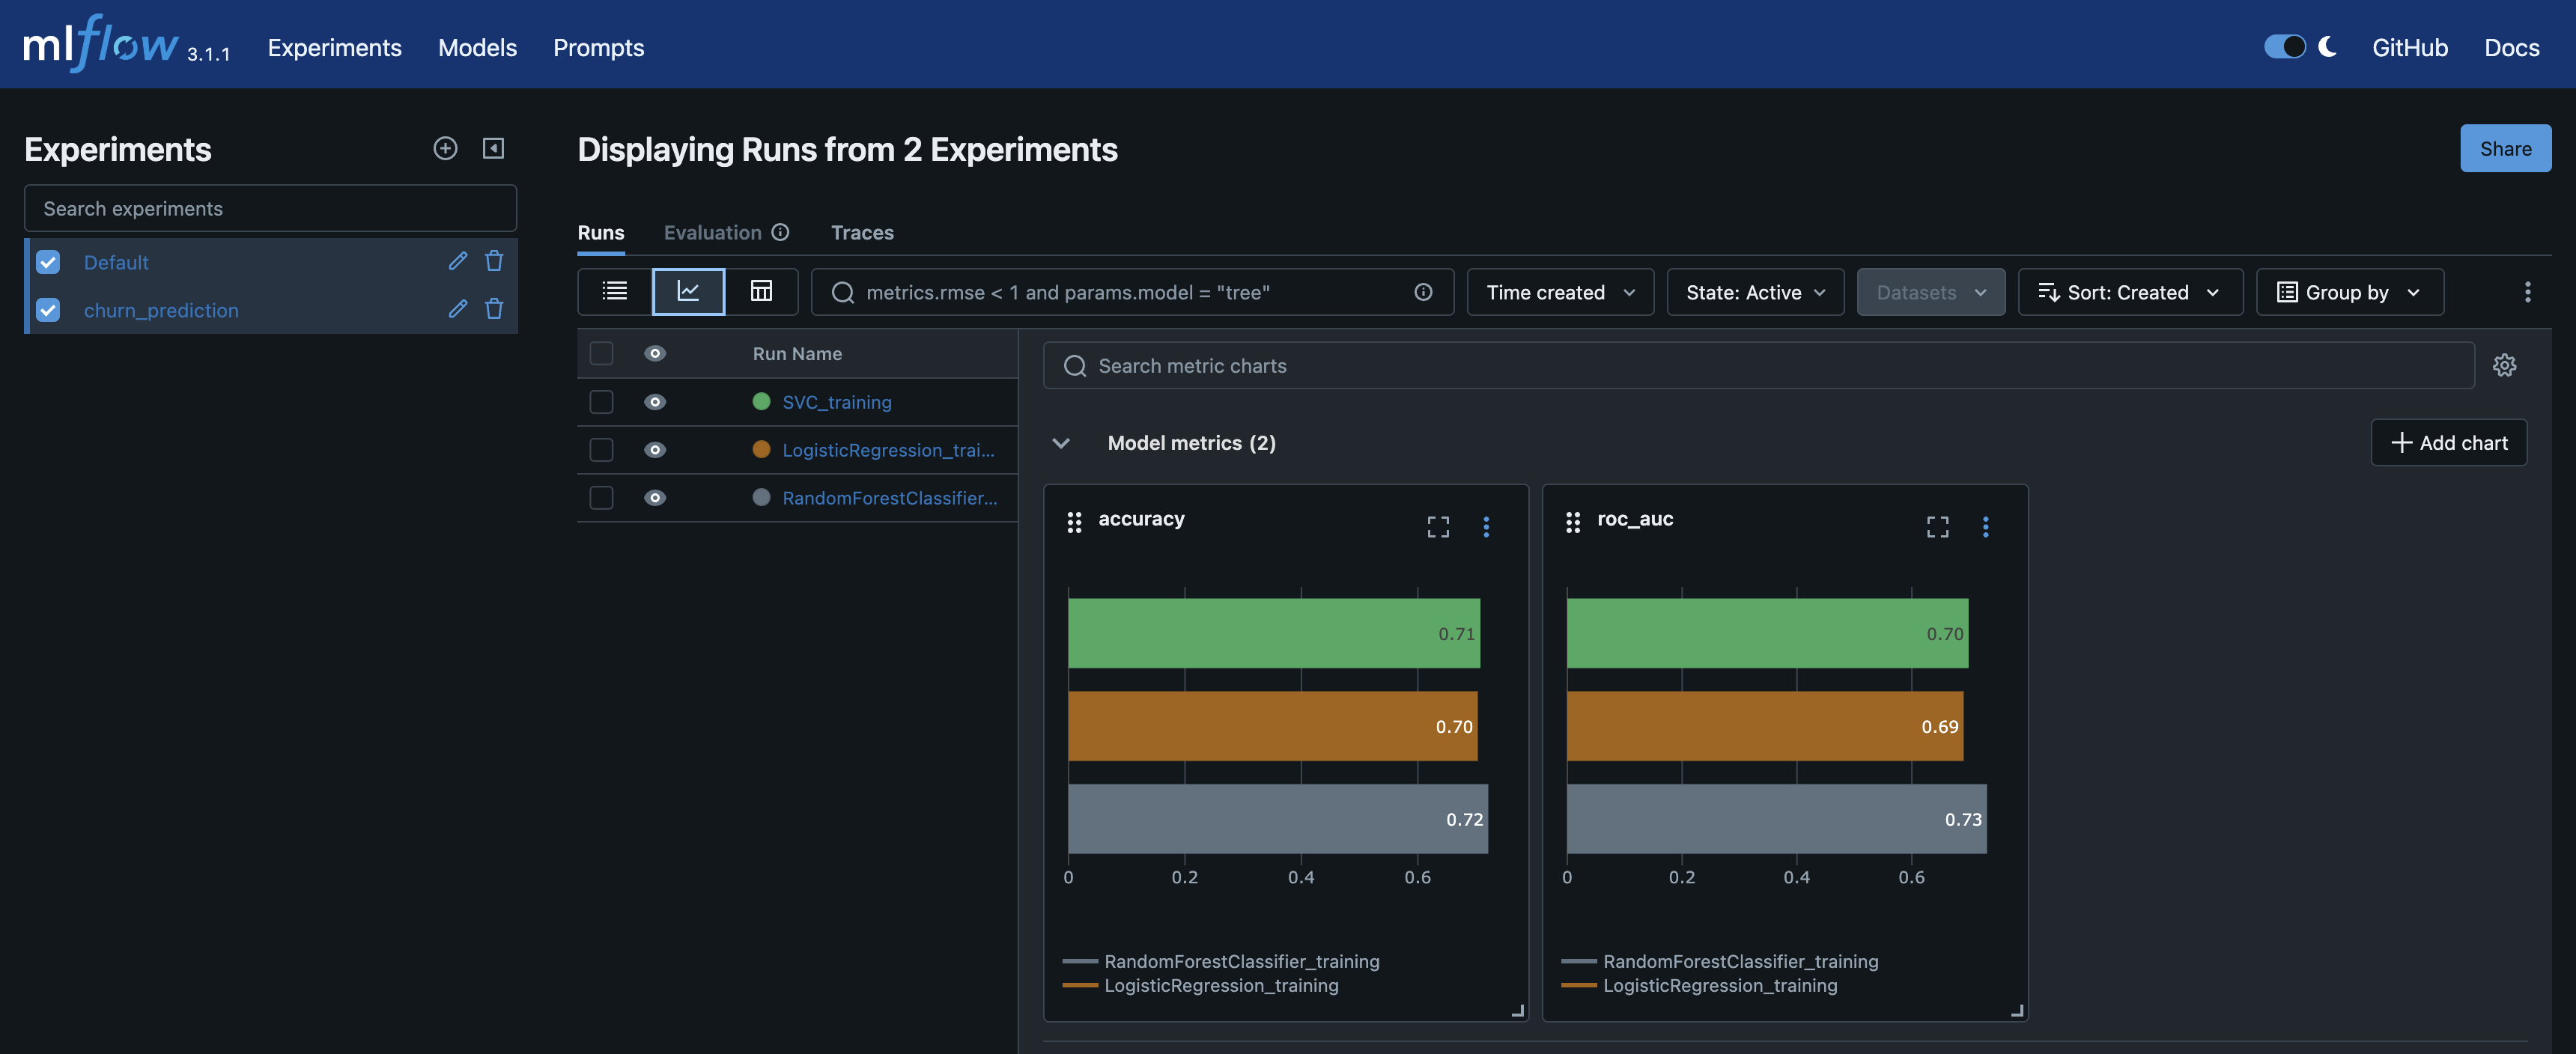 mlflow 3.1.1 Experiments Models Prompts GitHub Docs
Experiments
Search experiments
Default
churn_prediction
Displaying Runs from 2 Experiments
Share
Runs Evaluation Traces
metrics.rmse < 1 and params.model = "tree" Time created State: Active Datasets Sort: Created Group by
Run Name
SVC_training
LogisticRegression_trai...
RandomForestClassifier...
Search metric charts
Model metrics (2)
Add chart
accuracy
0.71
0.70
0.72
0 0.2 0.4 0.6
RandomForestClassifier_training
LogisticRegression_training
roc_auc
0.70
0.69
0.73
0 0.2 0.4 0.6
RandomForestClassifier_training
LogisticRegression_training